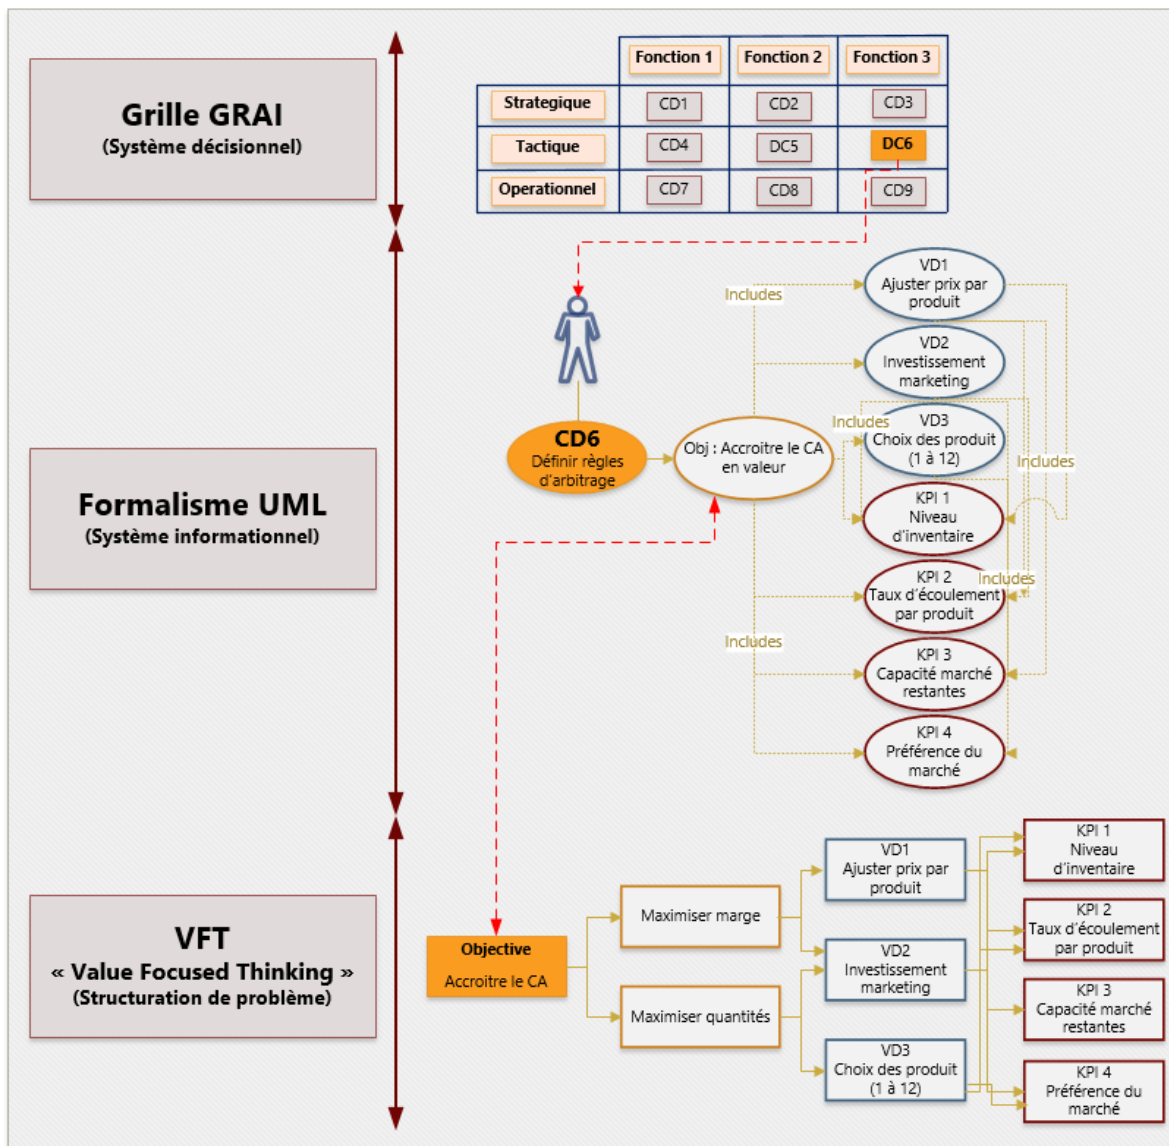 Grille GRAI
(Système décisionnel)
Fonction 1
Fonction 2
Fonction 3
Strategique
CD1
CD2
CD3
Tactique
CD4
DC5
DC6
Operationnel
CD7
CD8
CD9
Formalisme UML
(Système informationnel)
CD6
Définir règles
d'arbitrage
Obj : Accroitre le CA
en valeur
Includes
Includes
Includes
Includes
Includes
VD1
Ajuster prix par
produit
VD2
Investissement
marketing
VD3
Choix des produit
(1 à 12)
KPI 1
Niveau
d'inventaire
KPI 2
Taux d'écoulement
par produit
KPI 3
Capacité marché
restantes
KPI 4
Préférence du
marché
VFT
« Value Focused Thinking »
(Structuration de problème)
Objective
Accroitre le CA
Maximiser marge
Maximiser quantités
VD1
Ajuster prix par
produit
VD2
Investissement
marketing
VD3
Choix des produit
(1 à 12)
KPI 1
Niveau
d'inventaire
KPI 2
Taux d'écoulement
par produit
KPI 3
Capacité marché
restantes
KPI 4
Préférence du
marché